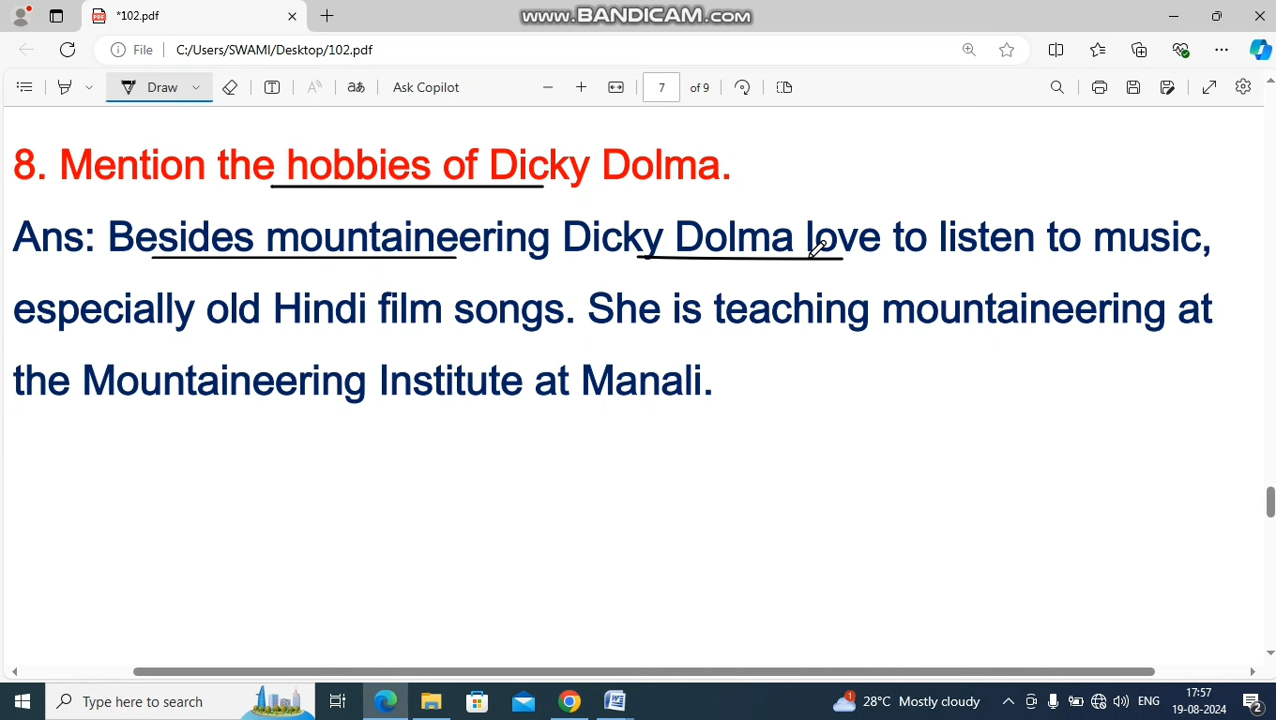 *102.pdf
www.BANDICAM.com
File C:/Users/SWAMI/Desktop/102.pdf
Draw Ask Copilot 7 of 9
8. Mention the hobbies of Dicky Dolma.
Ans: Besides mountaineering Dicky Dolma love to listen to music,
especially old Hindi film songs. She is teaching mountaineering at
the Mountaineering Institute at Manali.
Type here to search 1 28°C Mostly cloudy ENG 17:57
19-08-2024 2